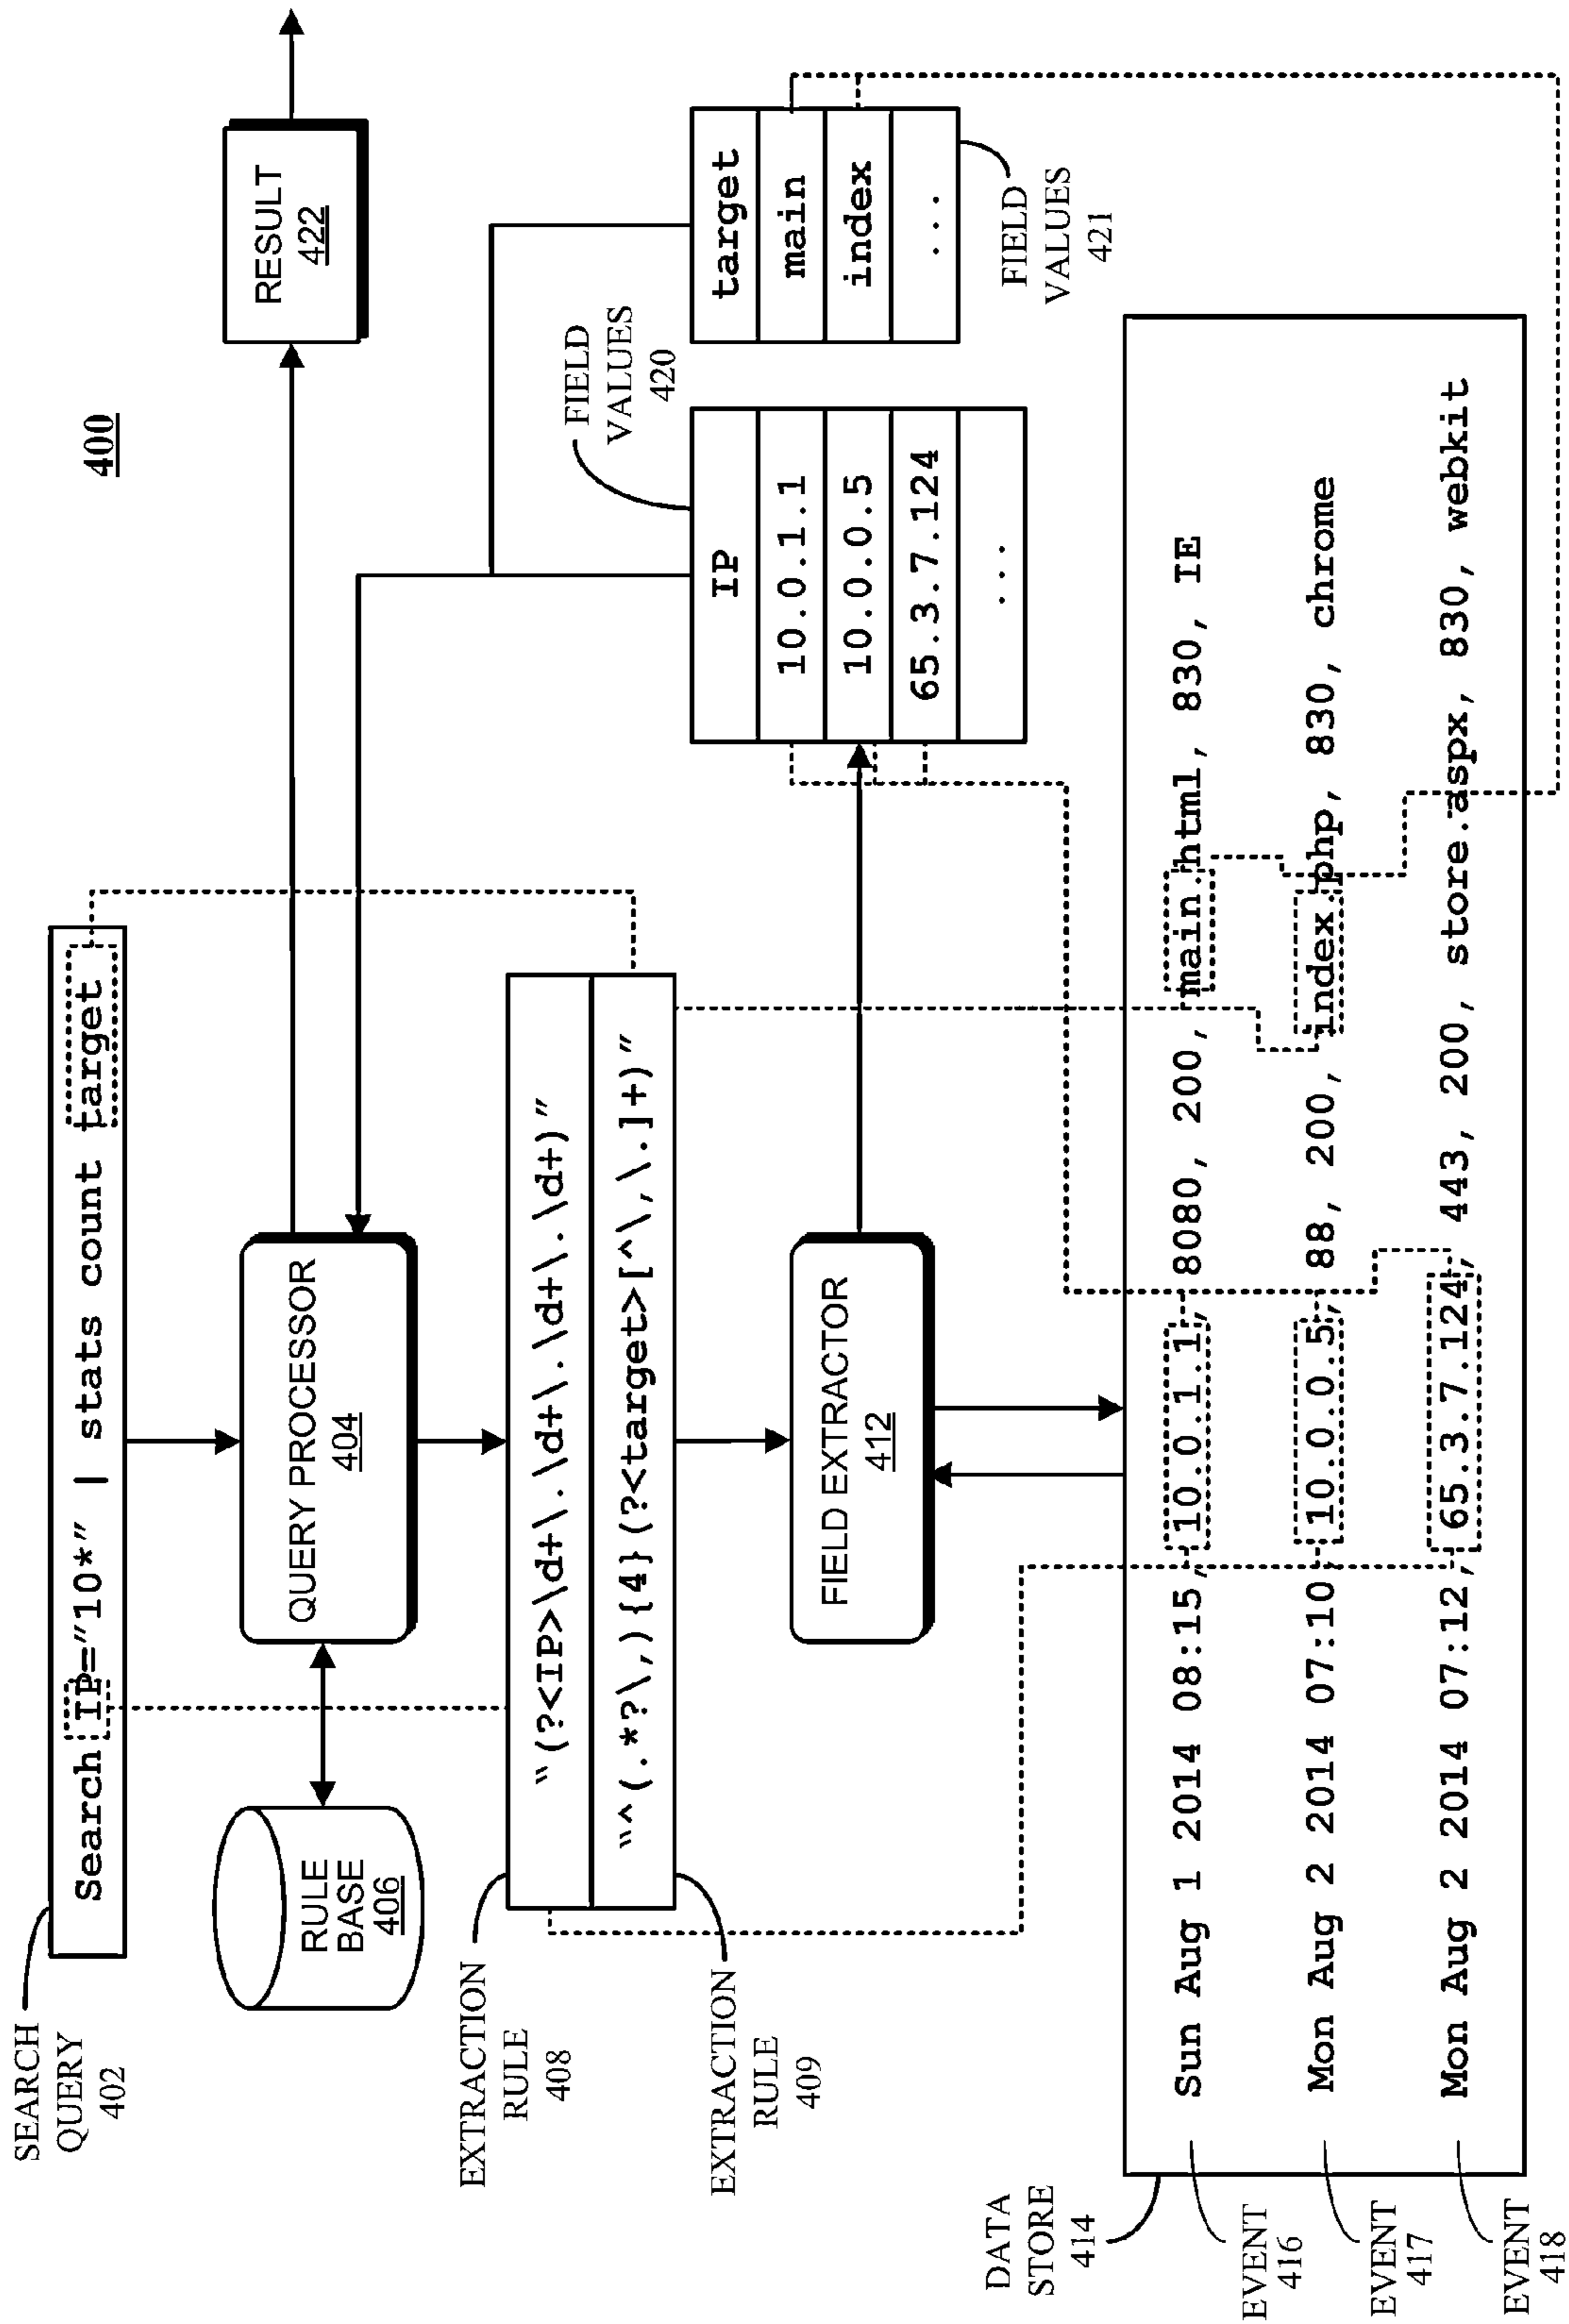 400
SEARCH
QUERY
402
Search IP="10*" | stats count target
RULE
BASE
406
QUERY PROCESSOR
404
RESULT
422
EXTRACTION
RULE
408
"(?<IP>\d+\.\d+\.\d+\.\d+)"
"^(.*?\,){4}(?<target>[^\,\.]+)"
EXTRACTION
RULE
409
FIELD EXTRACTOR
412
FIELD
VALUES
420
IP
10.0.1.1
10.0.0.5
65.3.7.124
...
target
main
index
...
FIELD
VALUES
421
DATA
STORE
414
Sun Aug 1 2014 08:15, 10.0.1.1, 8080, 200, main.html, 830, IE
Mon Aug 2 2014 07:10, 10.0.0.5, 88, 200, index.php, 830, chrome
Mon Aug 2 2014 07:12, 65.3.7.124, 443, 200, store.aspx, 830, webkit
EVENT
416
EVENT
417
EVENT
418